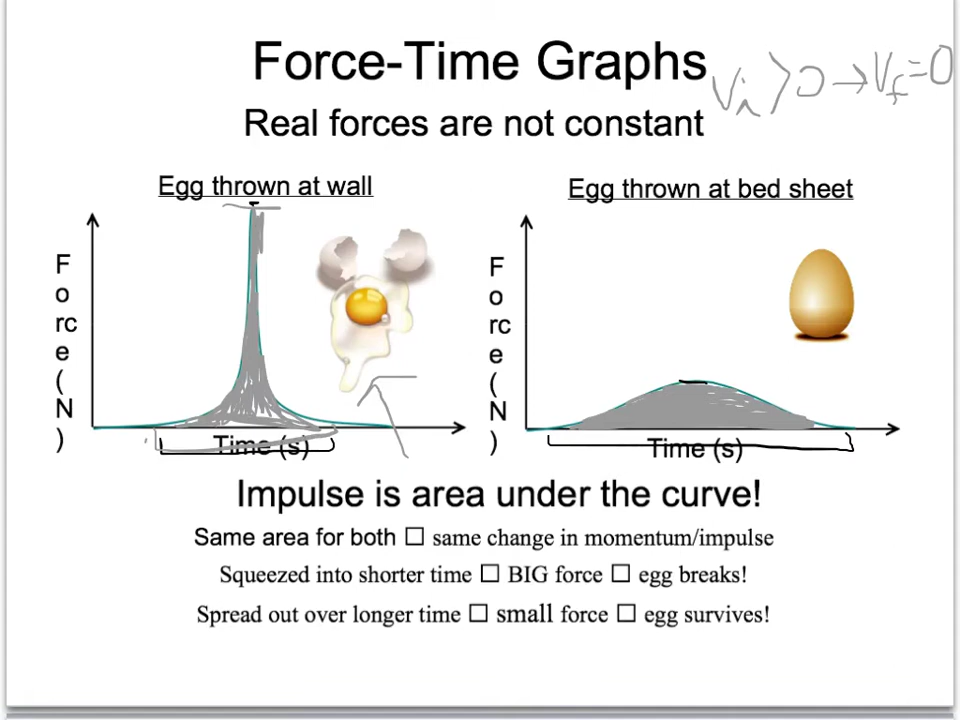 Force-Time Graphs
Vi > 0 → Vf = 0
Real forces are not constant
Egg thrown at wall
Force (N)
Time (s)
Egg thrown at bed sheet
Force (N)
Time (s)
Impulse is area under the curve!
Same area for both □ same change in momentum/impulse
Squeezed into shorter time □ BIG force □ egg breaks!
Spread out over longer time □ small force □ egg survives!